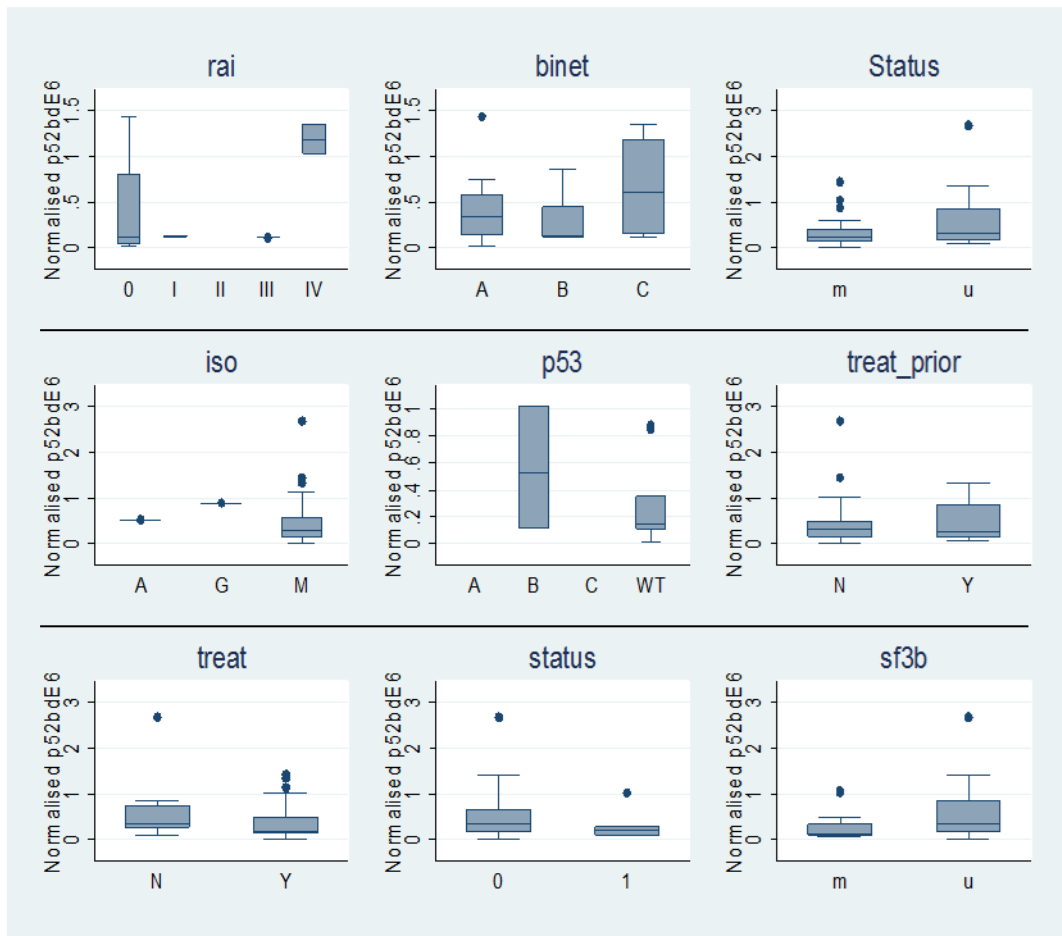 rai
Normalised p52bdE6
0 .5 1 1.5
0 I II III IV
binet
Normalised p52bdE6
0 .5 1 1.5
A B C
Status
Normalised p52bdE6
0 1 2 3
m u
iso
Normalised p52bdE6
0 1 2 3
A G M
p53
Normalised p52bdE6
0 .2 .4 .6 .8 1
A B C WT
treat_prior
Normalised p52bdE6
0 1 2 3
N Y
treat
Normalised p52bdE6
0 1 2 3
N Y
status
Normalised p52bdE6
0 1 2 3
0 1
sf3b
Normalised p52bdE6
0 1 2 3
m u